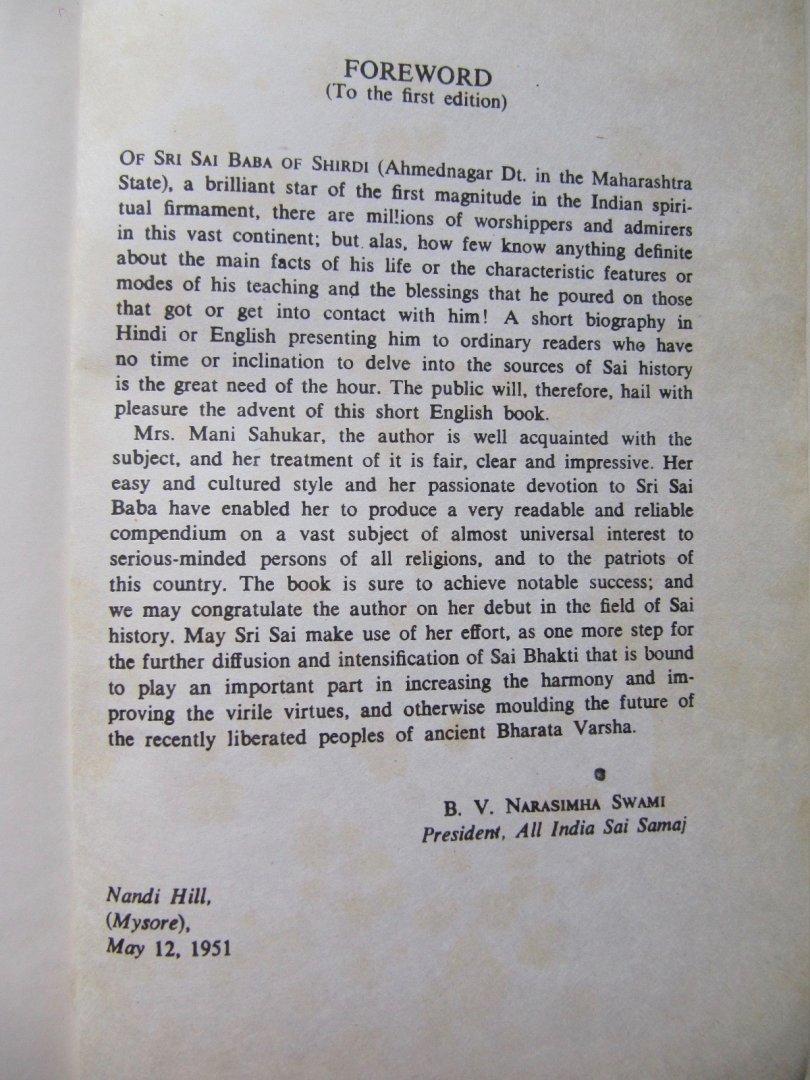 FOREWORD
(To the first edition)
OF SRI SAI BABA OF SHIRDI (Ahmednagar Dt. in the Maharashtra
State), a brilliant star of the first magnitude in the Indian spiri-
tual firmament, there are millions of worshippers and admirers
in this vast continent; but alas, how few know anything definite
about the main facts of his life or the characteristic features or
modes of his teaching and the blessings that he poured on those
that got or get into contact with him! A short biography in
Hindi or English presenting him to ordinary readers who have
no time or inclination to delve into the sources of Sai history
is the great need of the hour. The public will, therefore, hail with
pleasure the advent of this short English book.
Mrs. Mani Sahukar, the author is well acquainted with the
subject, and her treatment of it is fair, clear and impressive. Her
easy and cultured style and her passionate devotion to Sri Sai
Baba have enabled her to produce a very readable and reliable
compendium on a vast subject of almost universal interest to
serious-minded persons of all religions, and to the patriots of
this country. The book is sure to achieve notable success; and
we may congratulate the author on her debut in the field of Sai
history. May Sri Sai make use of her effort, as one more step for
the further diffusion and intensification of Sai Bhakti that is bound
to play an important part in increasing the harmony and im-
proving the virile virtues, and otherwise moulding the future of
the recently liberated peoples of ancient Bharata Varsha.
B. V. NARASIMHA SWAMI
President, All India Sai Samaj
Nandi Hill,
(Mysore),
May 12, 1951